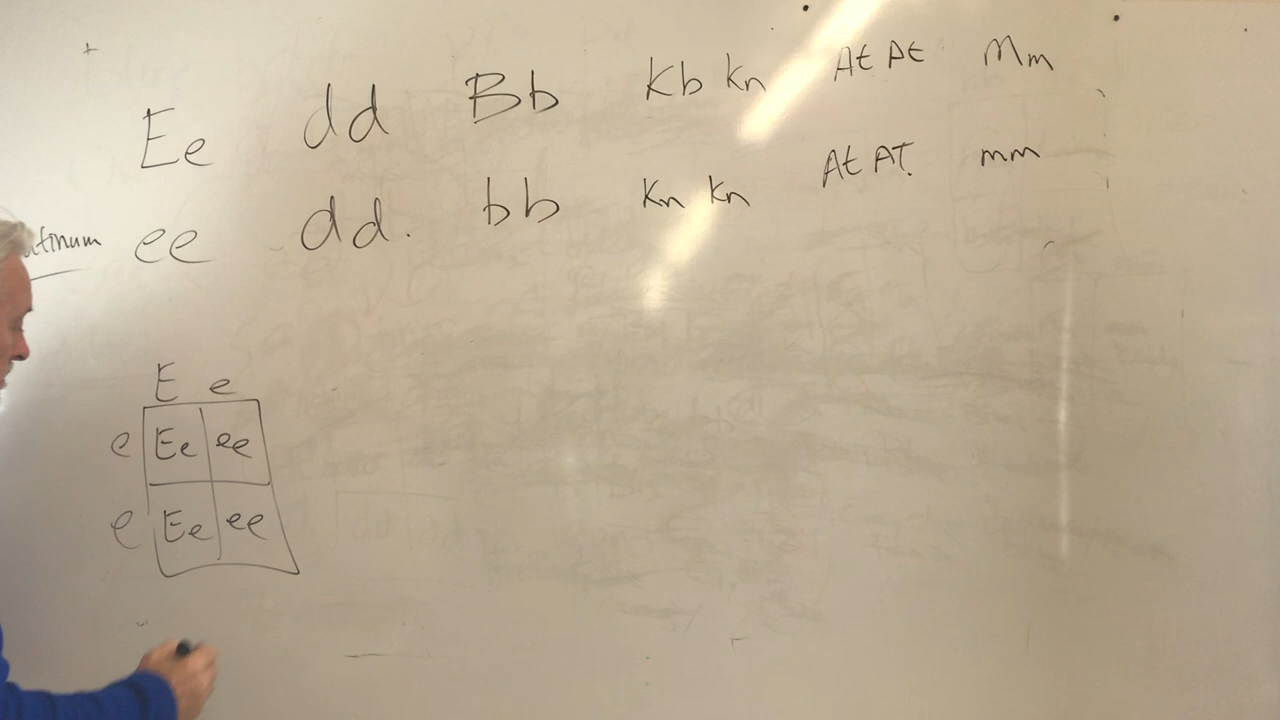 Ee dd Bb Kb Kn At At Mm
ee dd. bb Kn Kn At AT. mm
E e
e Ee ee
e Ee ee